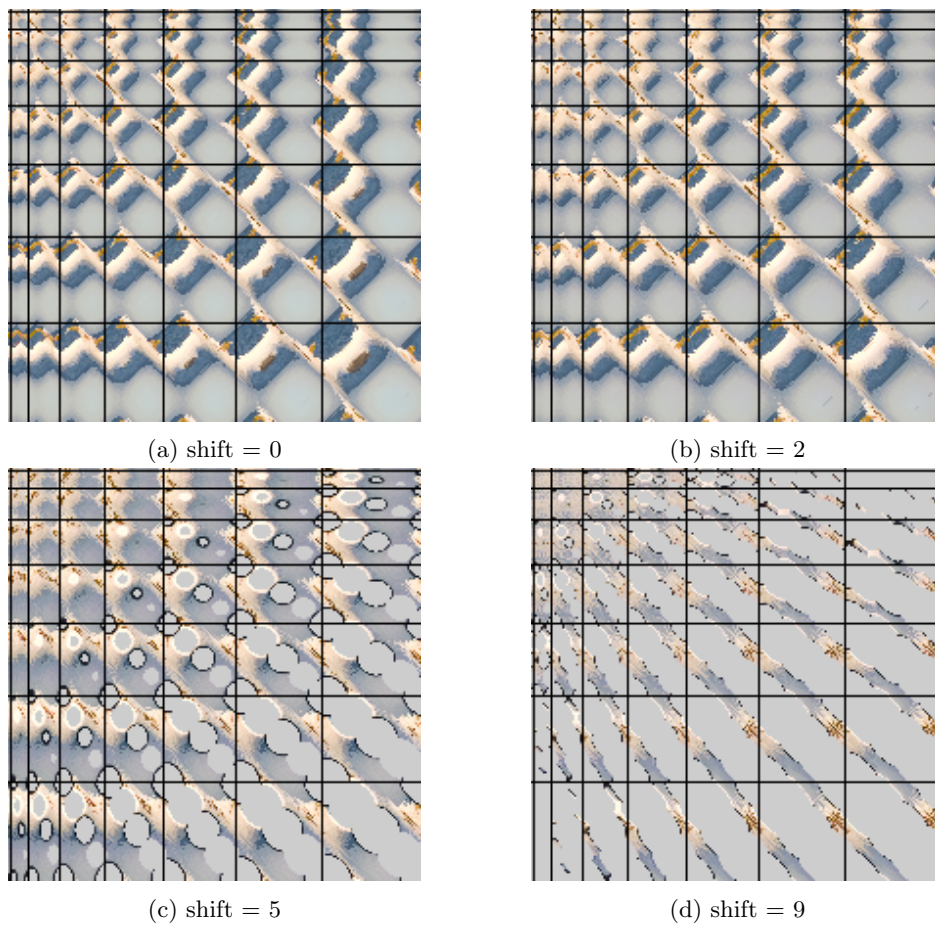 (a) shift = 0
(b) shift = 2
(c) shift = 5
(d) shift = 9